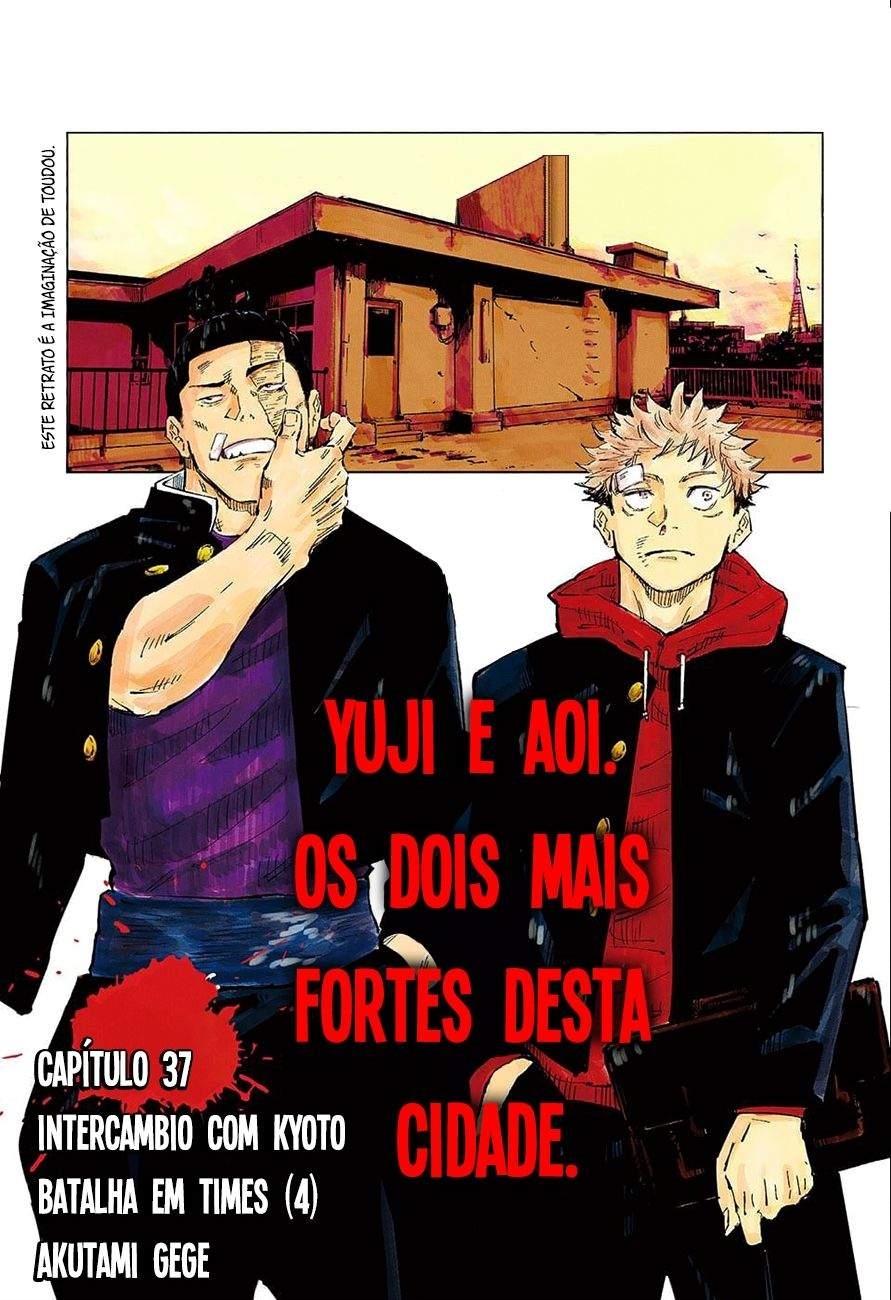 ESTE RETRATO É A IMAGINAÇÃO DE TOUDOU.
YUJI E AOI.
OS DOIS MAIS
FORTES DESTA
CIDADE.
CAPÍTULO 37
INTERCAMBIO COM KYOTO
BATALHA EM TIMES (4)
AKUTAMI GEGE